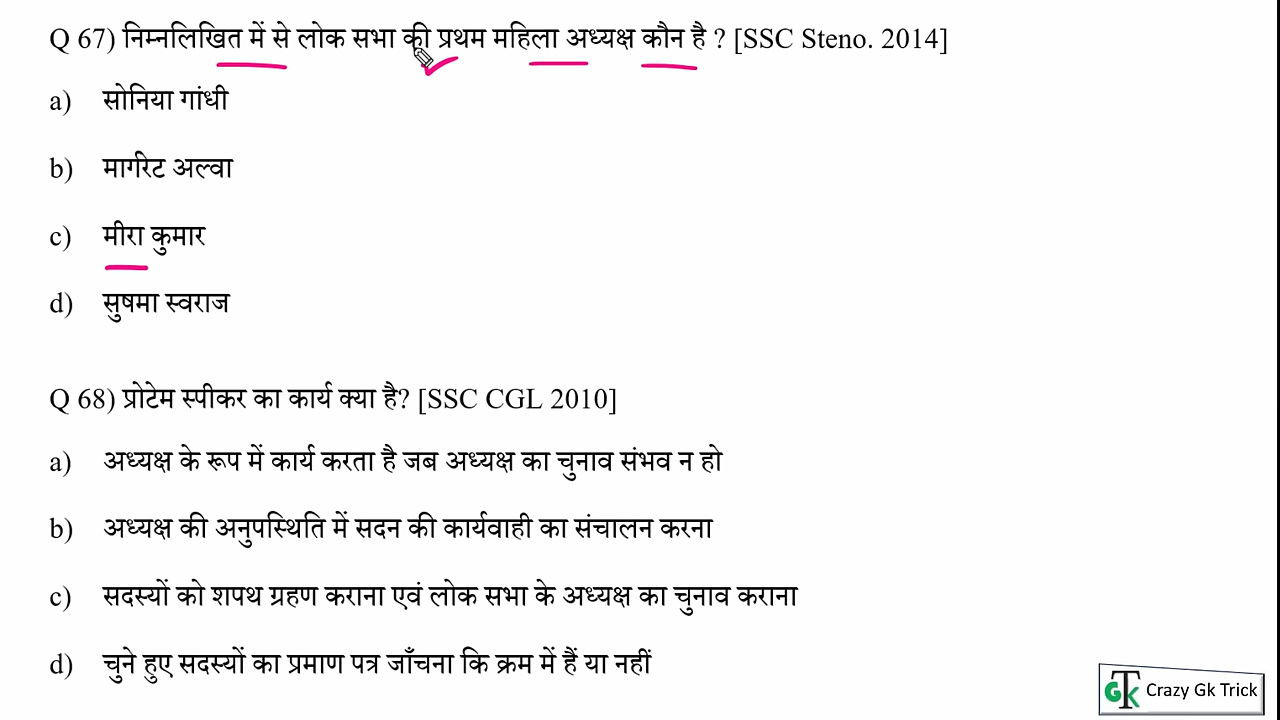 Q 67) निम्नलिखित में से लोक सभा की प्रथम महिला अध्यक्ष कौन है ? [SSC Steno. 2014]
a) सोनिया गांधी
b) मार्गरेट अल्वा
c) मीरा कुमार
d) सुषमा स्वराज
Q 68) प्रोटेम स्पीकर का कार्य क्या है? [SSC CGL 2010]
a) अध्यक्ष के रूप में कार्य करता है जब अध्यक्ष का चुनाव संभव न हो
b) अध्यक्ष की अनुपस्थिति में सदन की कार्यवाही का संचालन करना
c) सदस्यों को शपथ ग्रहण कराना एवं लोक सभा के अध्यक्ष का चुनाव कराना
d) चुने हुए सदस्यों का प्रमाण पत्र जाँचना कि क्रम में हैं या नहीं
GTK Crazy Gk Trick